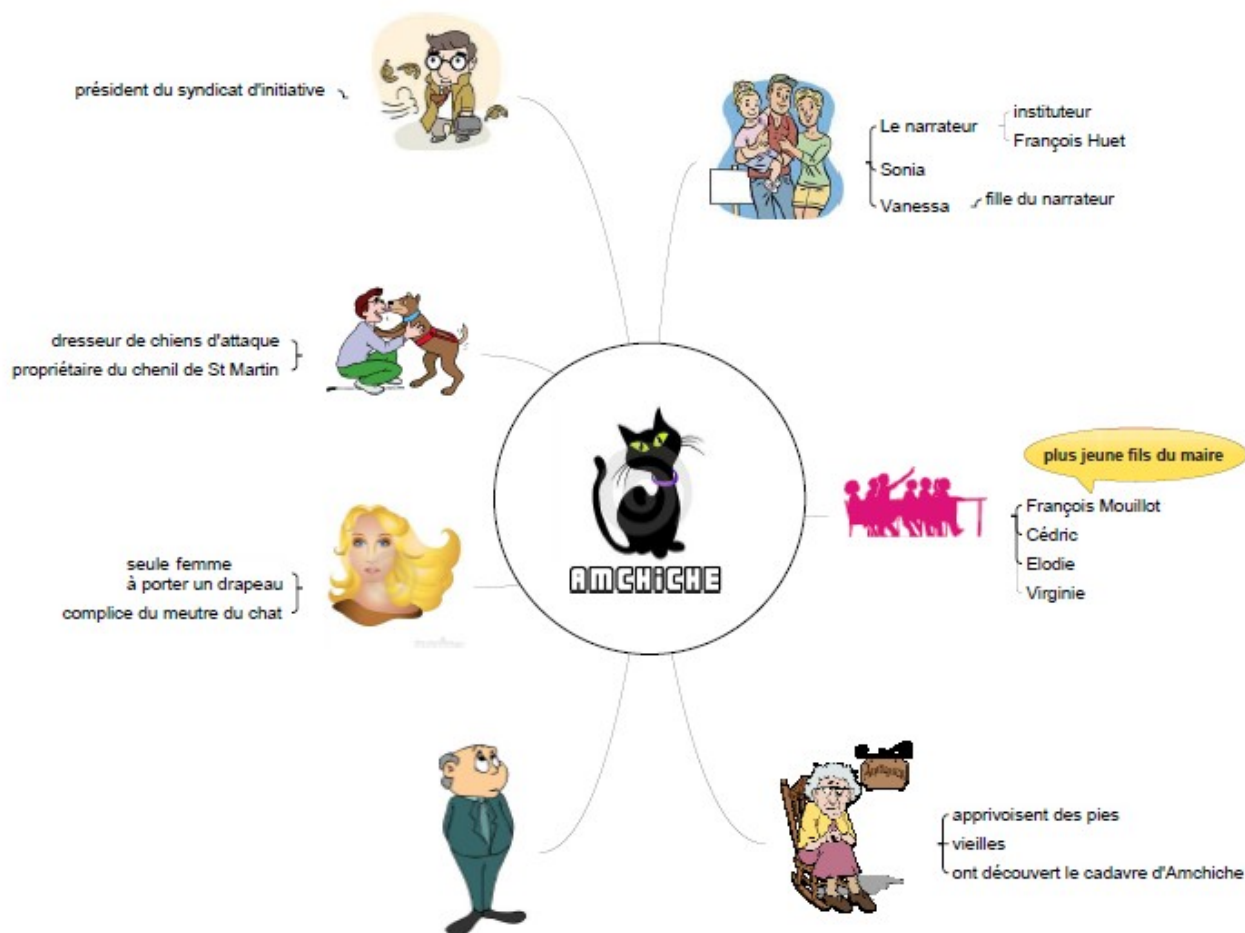 président du syndicat d'initiative
Le narrateur
instituteur
François Huet
Sonia
Vanessa
fille du narrateur
dresseur de chiens d'attaque
propriétaire du chenil de St Martin
AMCHiCHE
plus jeune fils du maire
François Mouillot
Cédric
Elodie
Virginie
seule femme
à porter un drapeau
complice du meutre du chat
apprivoisent des pies
vieilles
ont découvert le cadavre d'Amchiche